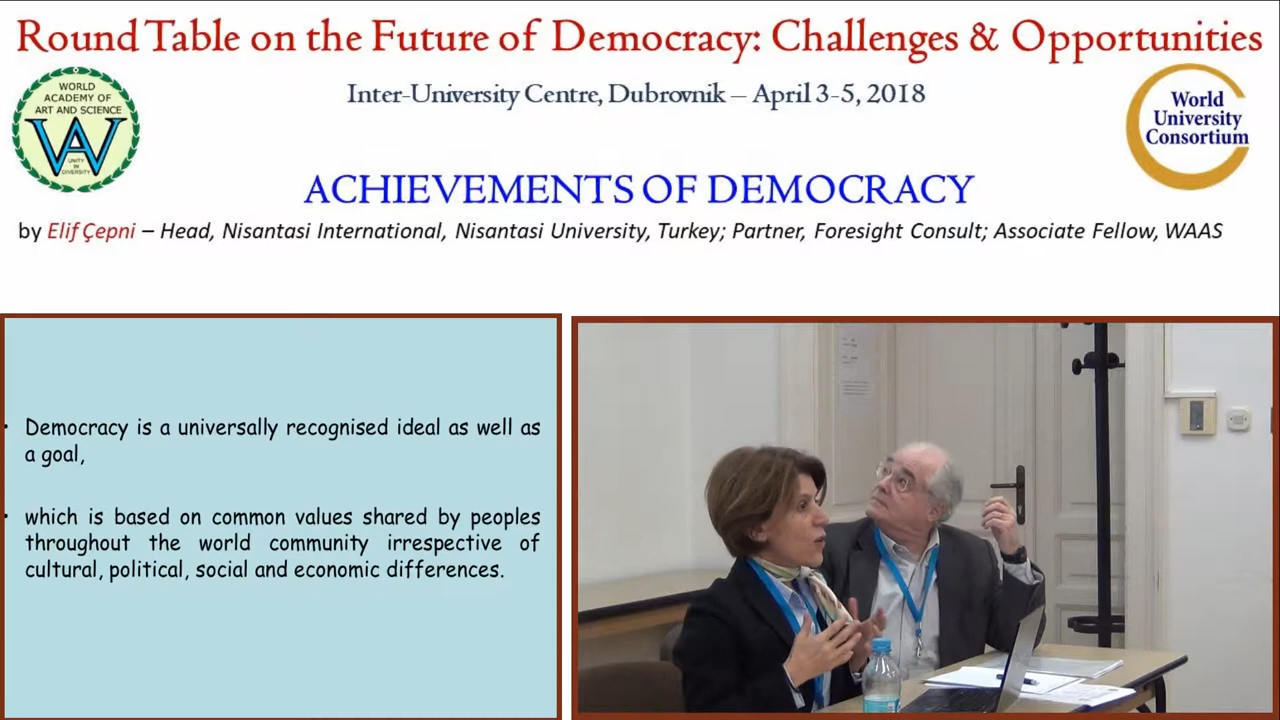 Round Table on the Future of Democracy: Challenges & Opportunities
Inter-University Centre, Dubrovnik – April 3-5, 2018
WORLD
ACADEMY OF
ART AND SCIENCE
UNITY
IN
DIVERSITY
World
University
Consortium
ACHIEVEMENTS OF DEMOCRACY
by Elif Çepni – Head, Nisantasi International, Nisantasi University, Turkey; Partner, Foresight Consult; Associate Fellow, WAAS
• Democracy is a universally recognised ideal as well as
a goal,
• which is based on common values shared by peoples
throughout the world community irrespective of
cultural, political, social and economic differences.